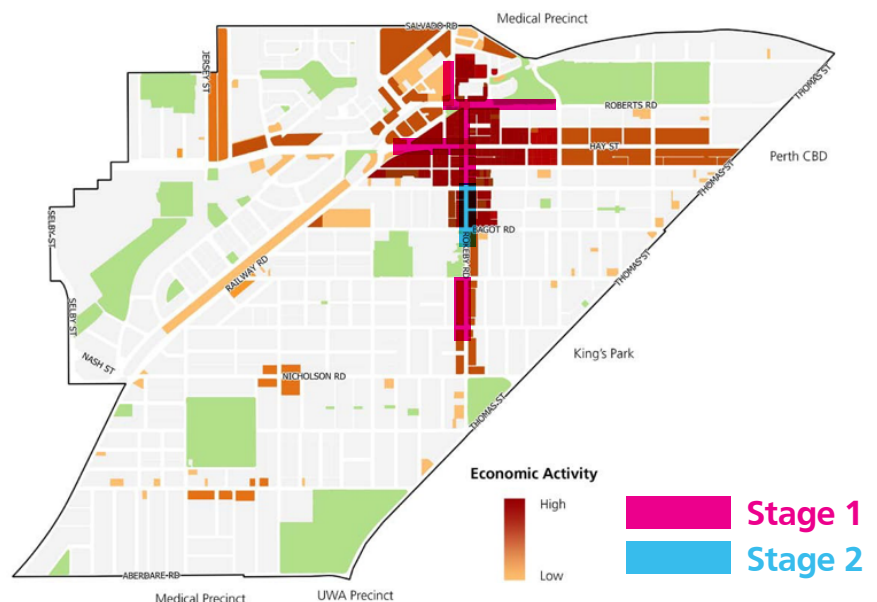 Medical Precinct
SALVADO RD
JERSEY ST
THOMAS ST
ROBERTS RD
HAY ST
Perth CBD
THOMAS ST
SELBY ST
BAGOT RD
ROKEBY RD
RAILWAY RD
THOMAS ST
SELBY ST
NASH ST
King's Park
NICHOLSON RD
THOMAS ST
Economic Activity
High
Low
Stage 1
Stage 2
ABERDARE RD
Medical Precinct
UWA Precinct